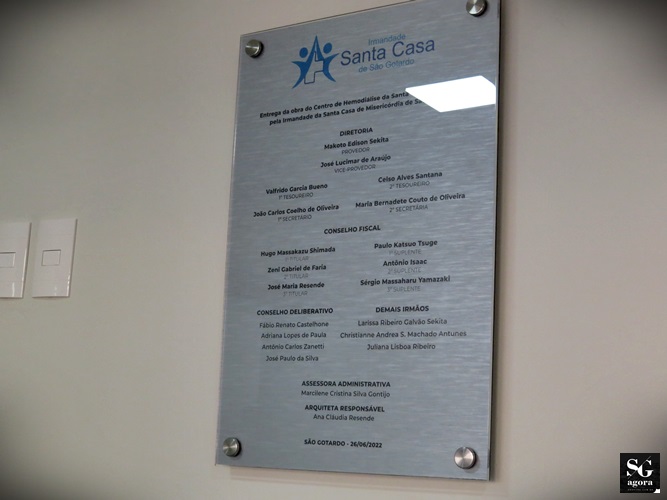 Irmandade
Santa Casa
de São Gotardo
Entrega da obra do Centro de Hemodiálise da Santa
pela Irmandade da Santa Casa de Misericórdia de
DIRETORIA
Makoto Edison Sekita
PROVEDOR
José Lucimar de Araújo
VICE-PROVEDOR
Valfrido Garcia Bueno
1º TESOUREIRO
Celso Alves Santana
2º TESOUREIRO
João Carlos Coelho de Oliveira
1º SECRETÁRIO
Maria Bernadete Couto de Oliveira
2ª SECRETÁRIA
CONSELHO FISCAL
Hugo Massakazu Shimada
1º TITULAR
Paulo Katsuo Tsuge
1º SUPLENTE
Zeni Gabriel de Faria
2º TITULAR
Antônio Isaac
2º SUPLENTE
José Maria Resende
3º TITULAR
Sérgio Massaharu Yamazaki
3º SUPLENTE
CONSELHO DELIBERATIVO
Fábio Renato Castelhone
Adriana Lopes de Paula
Antônio Carlos Zanetti
José Paulo da Silva
DEMAIS IRMÃOS
Larissa Ribeiro Galvão Sekita
Christianne Andrea S. Machado Antunes
Juliana Lisboa Ribeiro
ASSESSORA ADMINISTRATIVA
Marcilene Cristina Silva Gontijo
ARQUITETA RESPONSÁVEL
Ana Cláudia Resende
SÃO GOTARDO - 26/06/2022
SG
agora